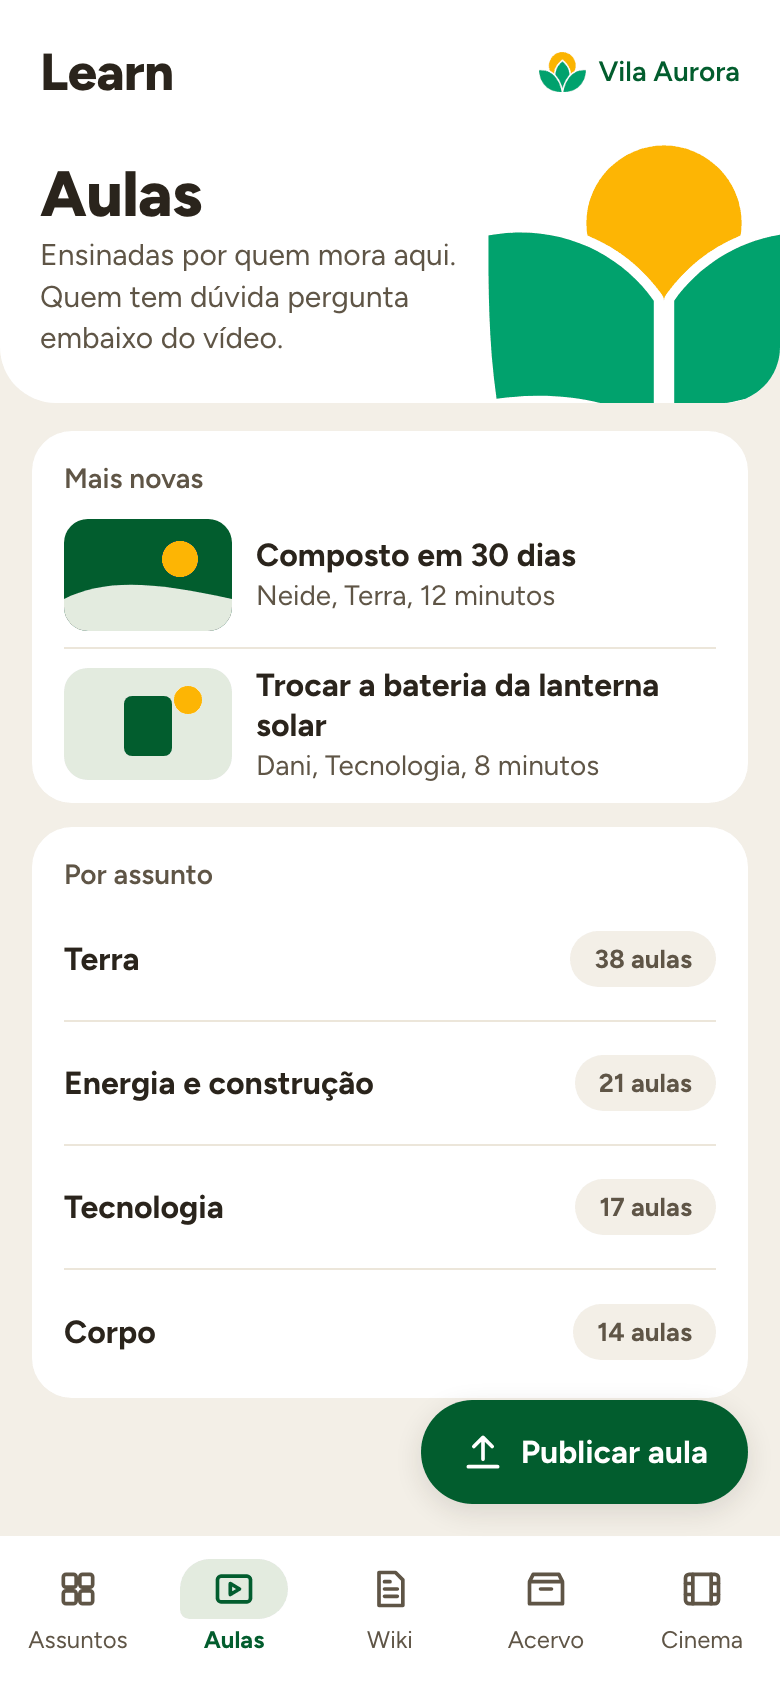 Learn
Vila Aurora
Aulas
Ensinadas por quem mora aqui.
Quem tem dúvida pergunta
embaixo do vídeo.
Mais novas
Composto em 30 dias
Neide, Terra, 12 minutos
Trocar a bateria da lanterna
solar
Dani, Tecnologia, 8 minutos
Por assunto
Terra
38 aulas
Energia e construção
21 aulas
Tecnologia
17 aulas
Corpo
14 aulas
Publicar aula
Assuntos
Aulas
Wiki
Acervo
Cinema